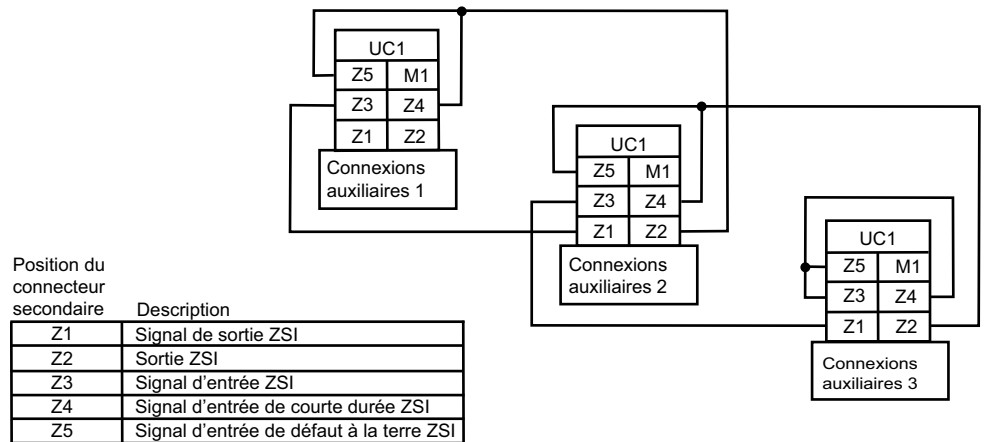 UC1
Z5 M1
Z3 Z4
Z1 Z2
Connexions
auxiliaires 1
UC1
Z5 M1
Z3 Z4
Z1 Z2
Connexions
auxiliaires 2
UC1
Z5 M1
Z3 Z4
Z1 Z2
Connexions
auxiliaires 3
Position du
connecteur
secondaire Description
Z1 Signal de sortie ZSI
Z2 Sortie ZSI
Z3 Signal d'entrée ZSI
Z4 Signal d'entrée de courte durée ZSI
Z5 Signal d'entrée de défaut à la terre ZSI